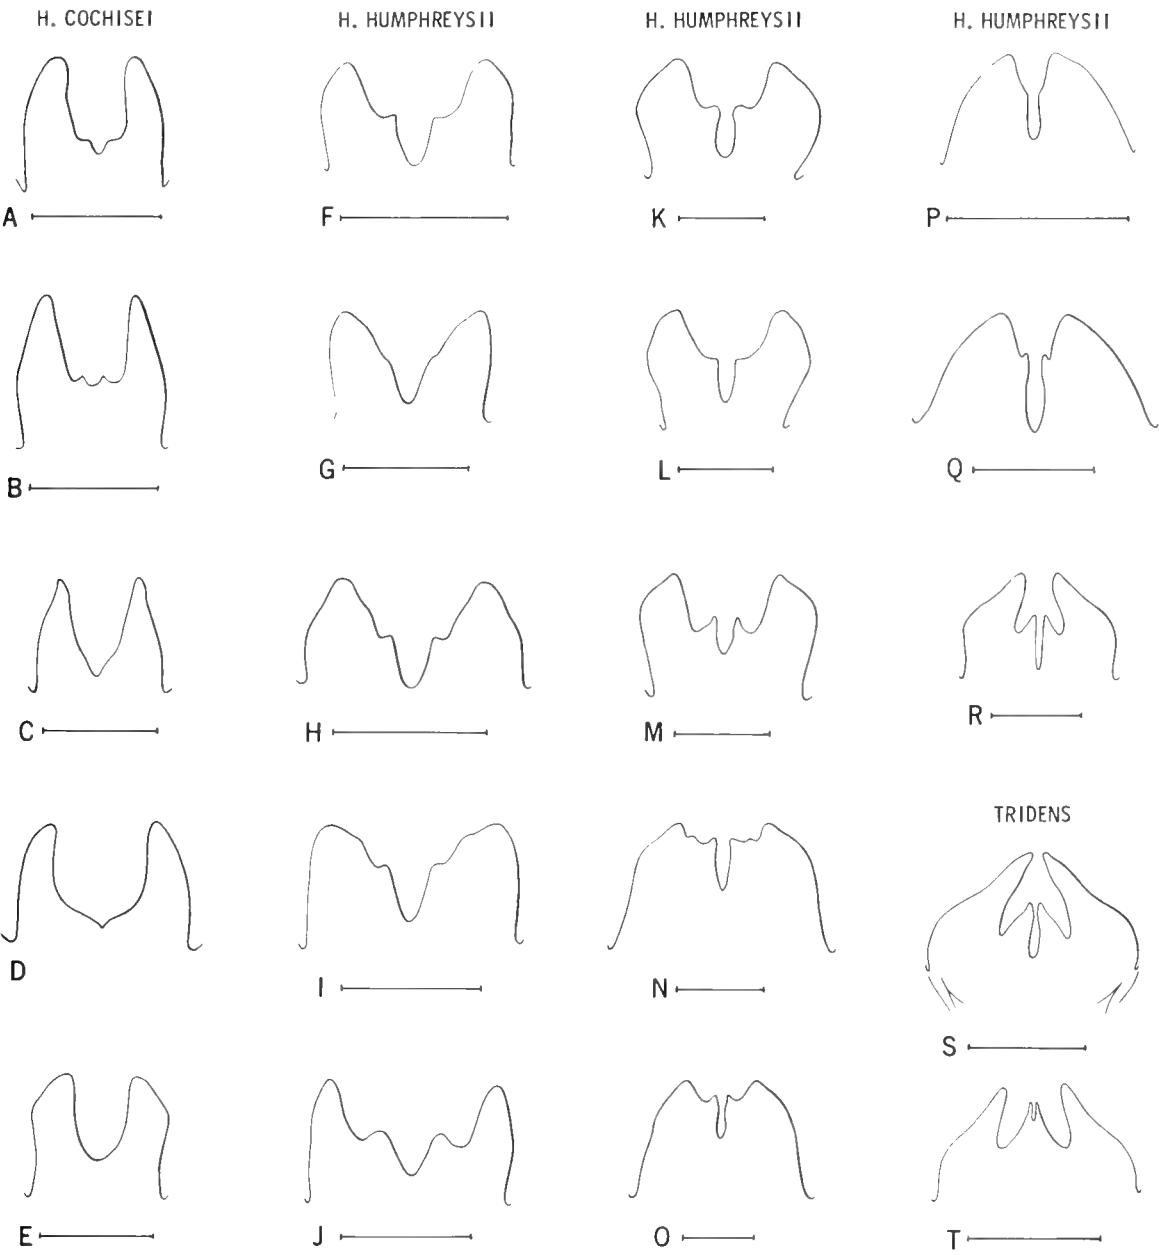 H. COCHISEI H. HUMPHREYSII H. HUMPHREYSII H. HUMPHREYSII
A F K P
B G L Q
C H M R
TRIDENS
D I N S
E J O T